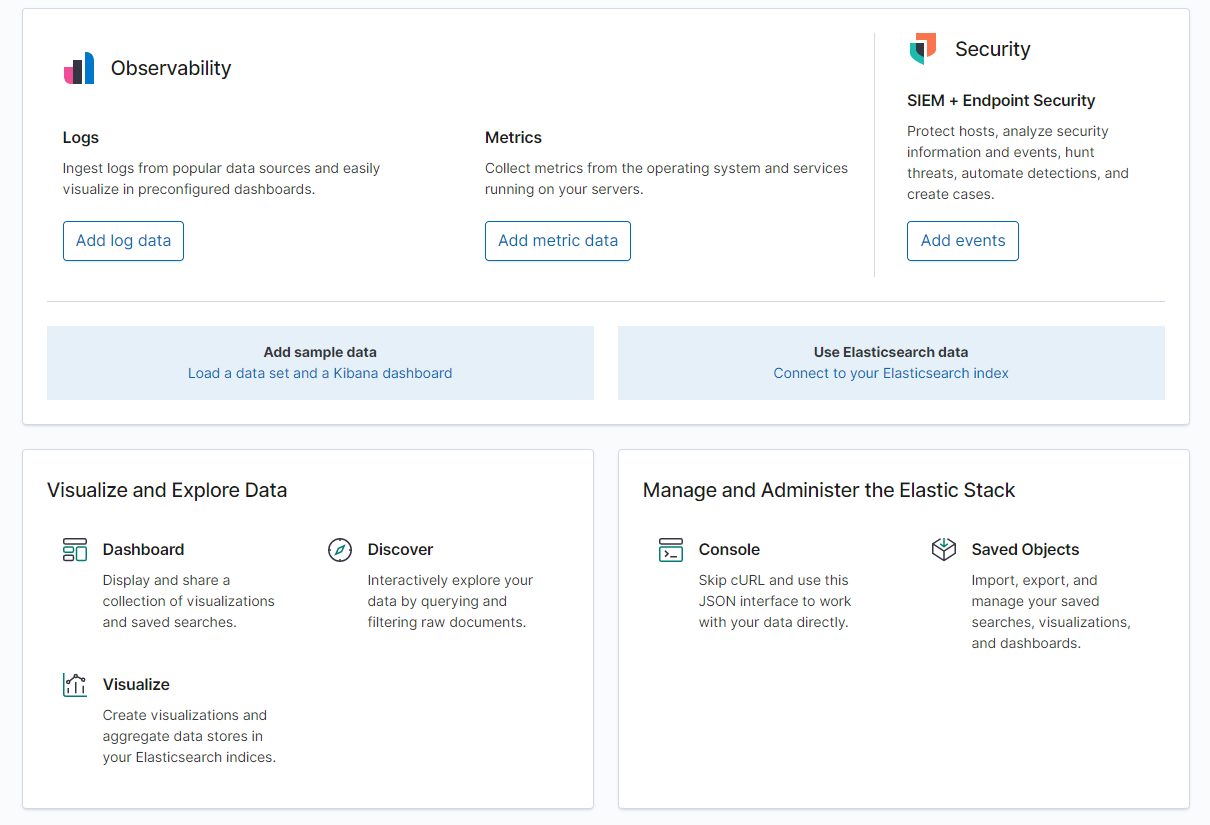 Observability
Logs
Ingest logs from popular data sources and easily
visualize in preconfigured dashboards.
Add log data
Metrics
Collect metrics from the operating system and services
running on your servers.
Add metric data
Security
SIEM + Endpoint Security
Protect hosts, analyze security
information and events, hunt
threats, automate detections, and
create cases.
Add events
Add sample data
Load a data set and a Kibana dashboard
Use Elasticsearch data
Connect to your Elasticsearch index
Visualize and Explore Data
Dashboard
Display and share a
collection of visualizations
and saved searches.
Discover
Interactively explore your
data by querying and
filtering raw documents.
Visualize
Create visualizations and
aggregate data stores in
your Elasticsearch indices.
Manage and Administer the Elastic Stack
Console
Skip cURL and use this
JSON interface to work
with your data directly.
Saved Objects
Import, export, and
manage your saved
searches, visualizations,
and dashboards.